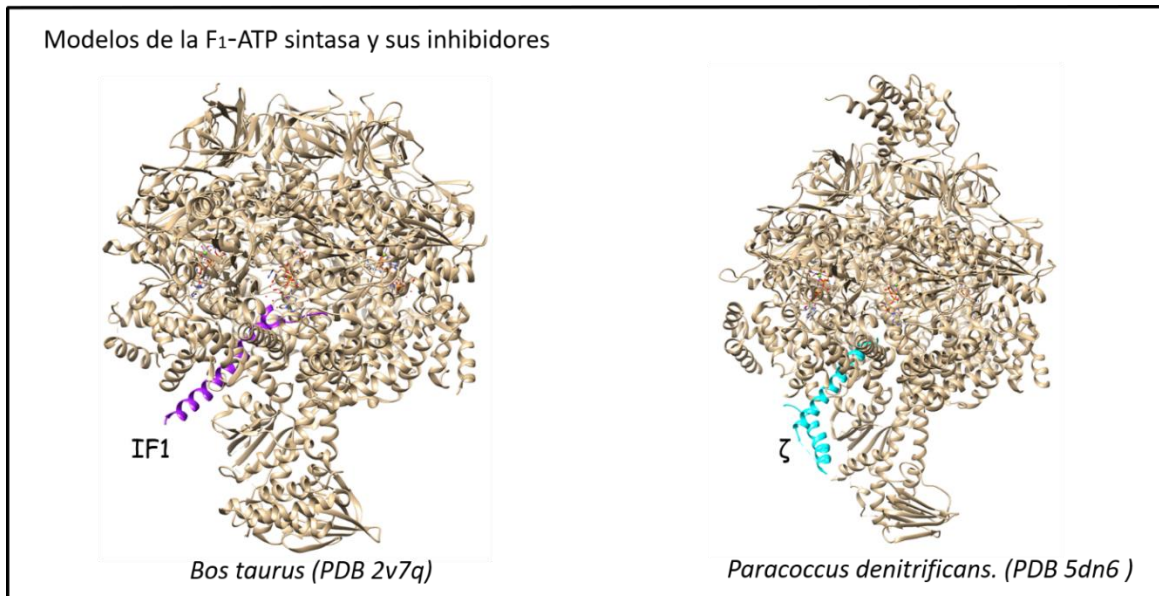 Modelos de la F₁-ATP sintasa y sus inhibidores
IF1
ζ
Bos taurus (PDB 2v7q)
Paracoccus denitrificans. (PDB 5dn6 )